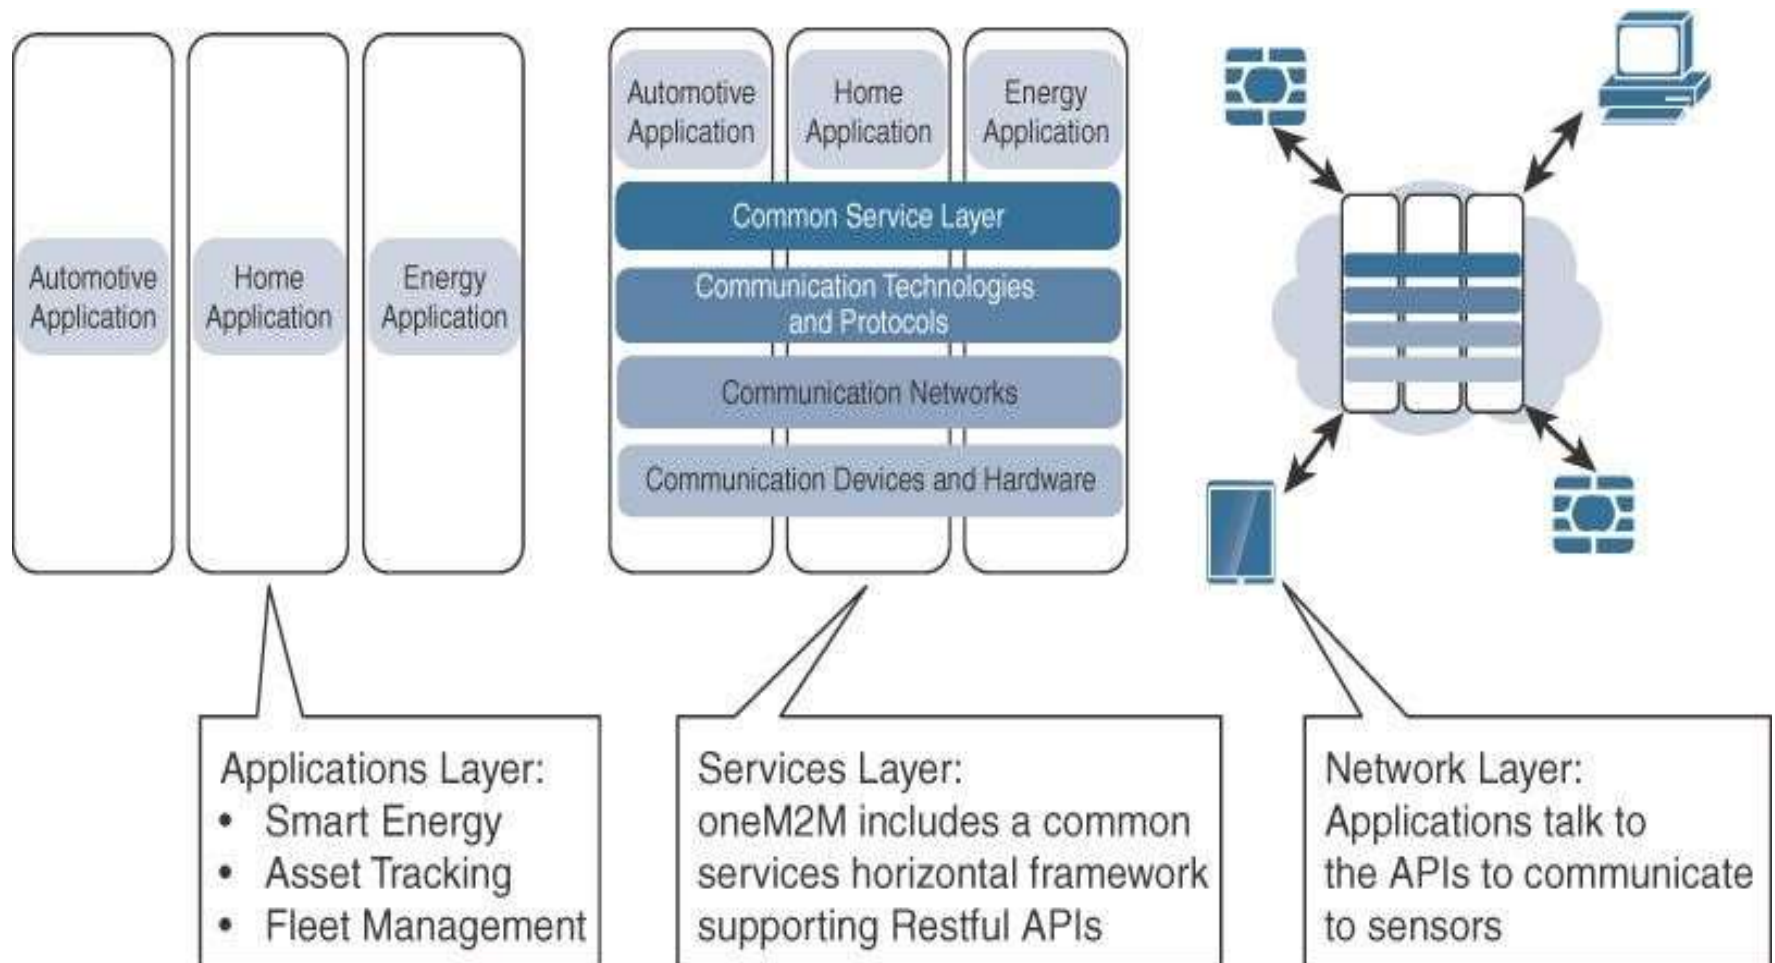 Automotive
Application
Home
Application
Energy
Application
Automotive
Application
Home
Application
Energy
Application
Common Service Layer
Communication Technologies
and Protocols
Communication Networks
Communication Devices and Hardware
Applications Layer:
• Smart Energy
• Asset Tracking
• Fleet Management
Services Layer:
oneM2M includes a common
services horizontal framework
supporting Restful APIs
Network Layer:
Applications talk to
the APIs to communicate
to sensors